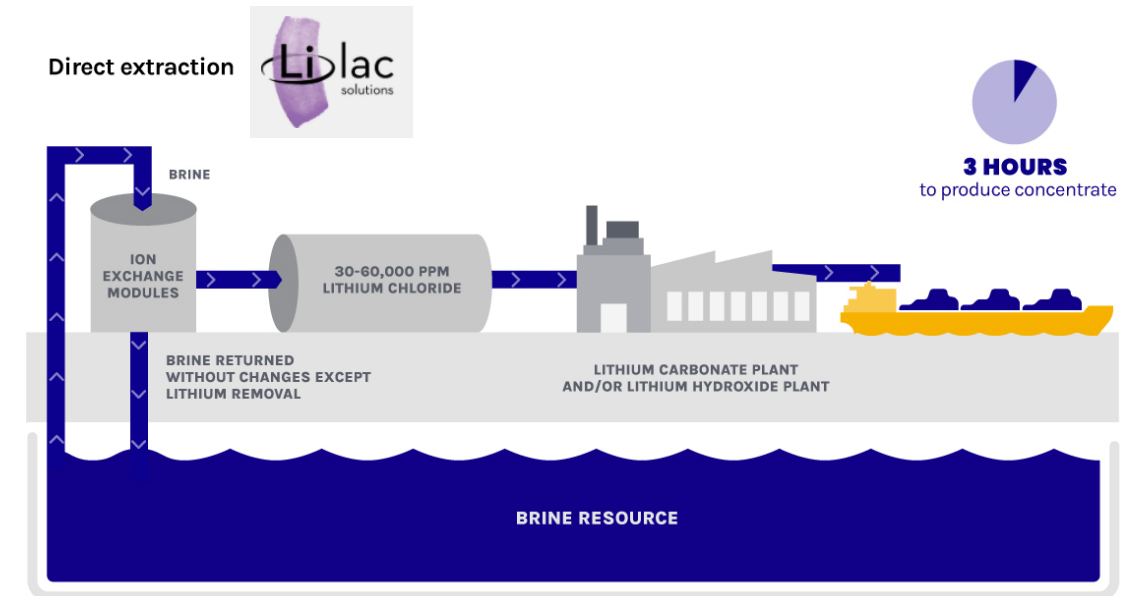 Direct extraction
Lilac
solutions
3 HOURS
to produce concentrate
BRINE
ION
EXCHANGE
MODULES
30-60,000 PPM
LITHIUM CHLORIDE
BRINE RETURNED
WITHOUT CHANGES EXCEPT
LITHIUM REMOVAL
LITHIUM CARBONATE PLANT
AND/OR LITHIUM HYDROXIDE PLANT
BRINE RESOURCE